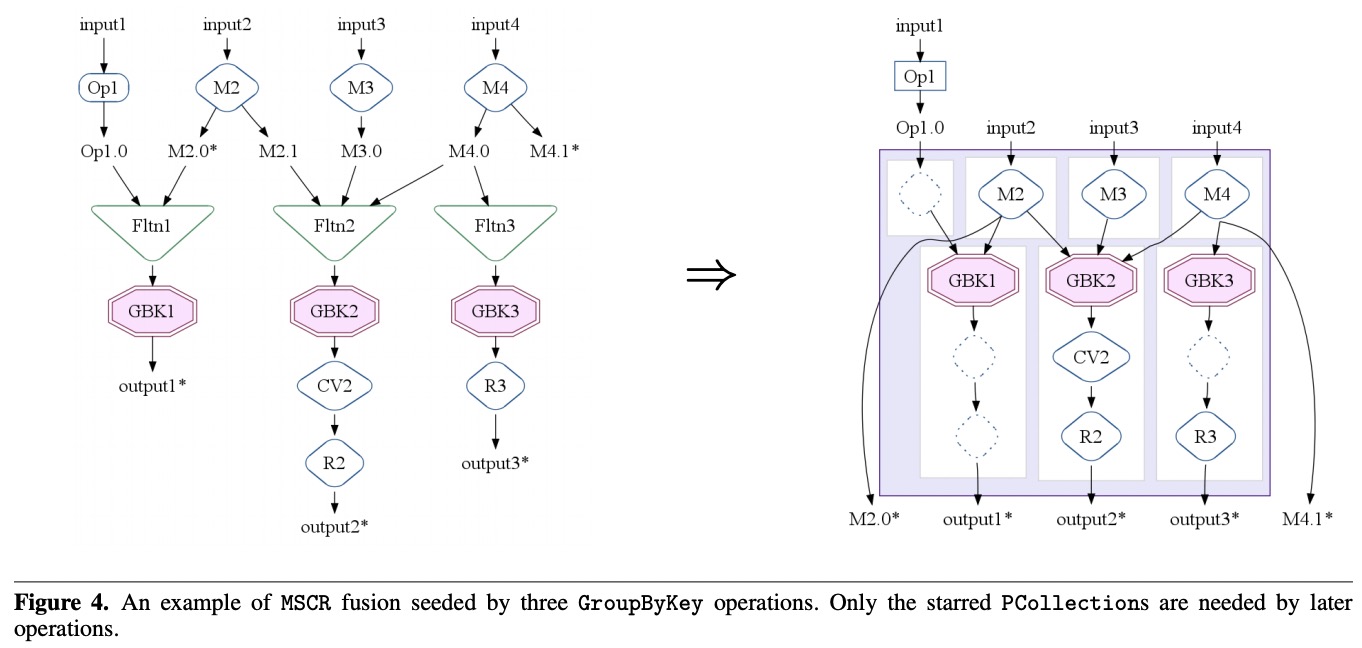 input1 input2 input3 input4
Op1 M2 M3 M4
Op1.0 M2.0* M2.1 M3.0 M4.0 M4.1*
Fltn1 Fltn2 Fltn3
GBK1 GBK2 GBK3
output1* CV2 R3
R2 output3*
output2*
⇒
input1
Op1
Op1.0 input2 input3 input4
M2 M3 M4
GBK1 GBK2 GBK3
CV2
R2 R3
M2.0* output1* output2* output3* M4.1*
Figure 4. An example of MSCR fusion seeded by three GroupByKey operations. Only the starred PCollections are needed by later
operations.